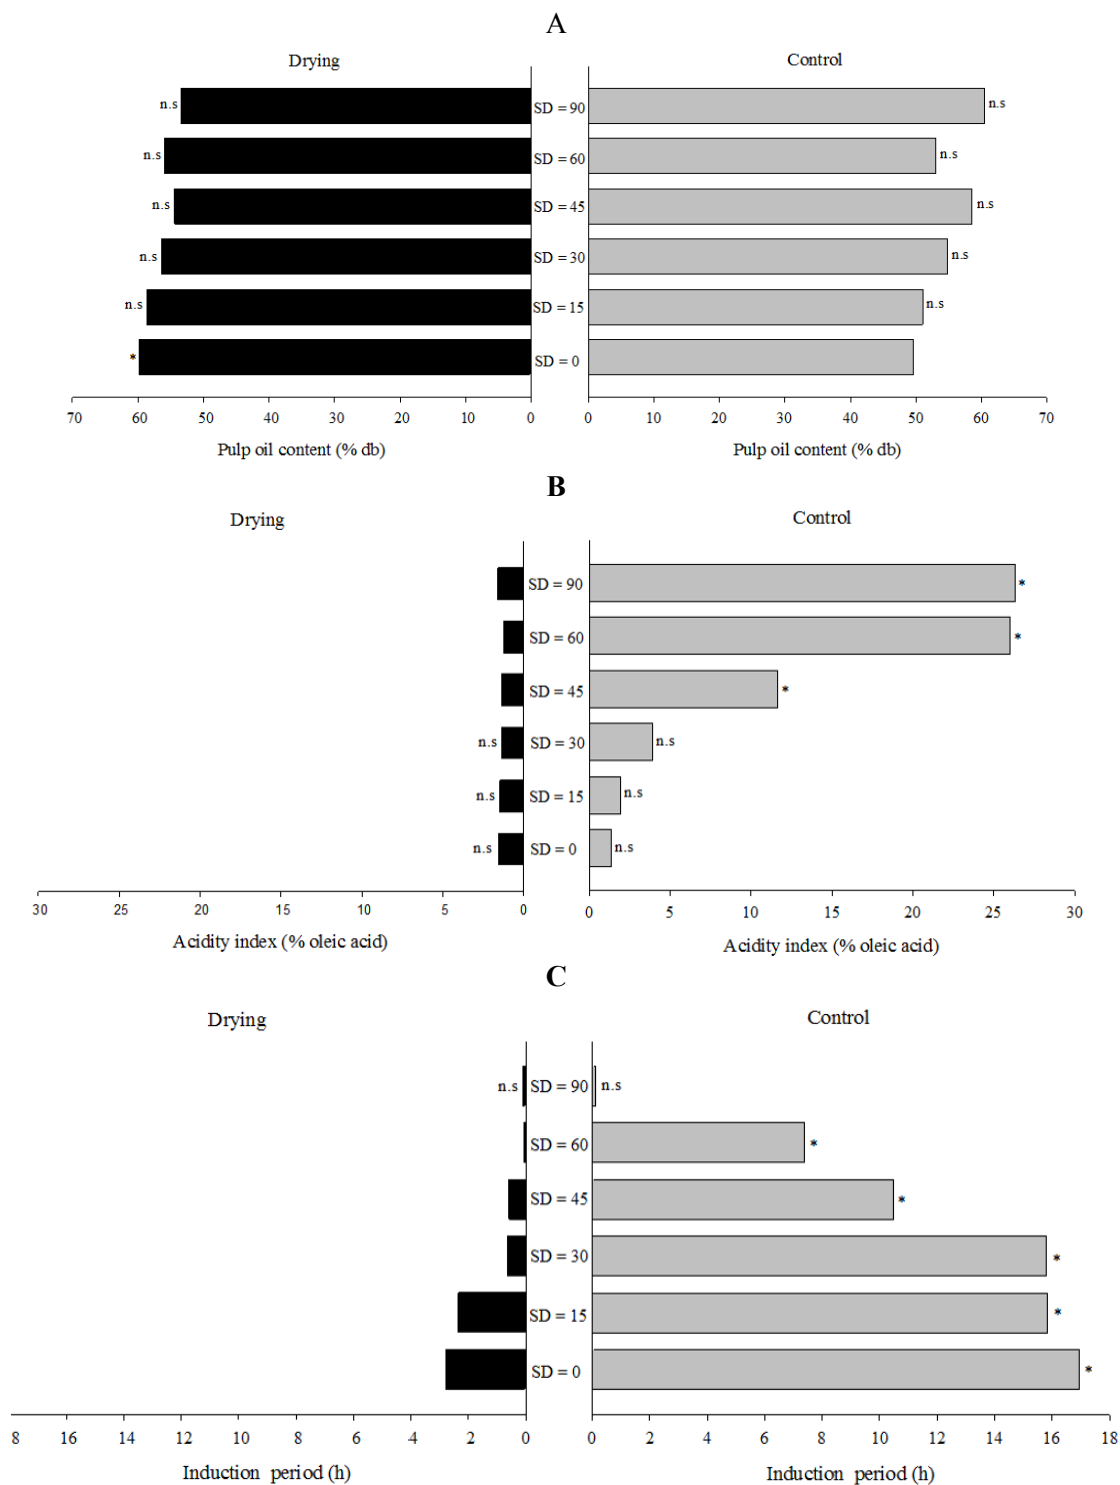 A
Drying Control
n.s SD = 90 n.s
n.s SD = 60 n.s
n.s SD = 45 n.s
n.s SD = 30 n.s
n.s SD = 15 n.s
* SD = 0
70 60 50 40 30 20 10 0 0 10 20 30 40 50 60 70
Pulp oil content (% db) Pulp oil content (% db)
B
Drying Control
SD = 90 *
SD = 60 *
SD = 45 *
n.s SD = 30 n.s
n.s SD = 15 n.s
n.s SD = 0 n.s
30 25 20 15 10 5 0 0 5 10 15 20 25 30
Acidity index (% oleic acid) Acidity index (% oleic acid)
C
Drying Control
n.s SD = 90 n.s
SD = 60 *
SD = 45 *
SD = 30 *
SD = 15 *
SD = 0 *
8 16 14 12 10 8 6 4 2 0 0 2 4 6 8 10 12 14 16 18
Induction period (h) Induction period (h)